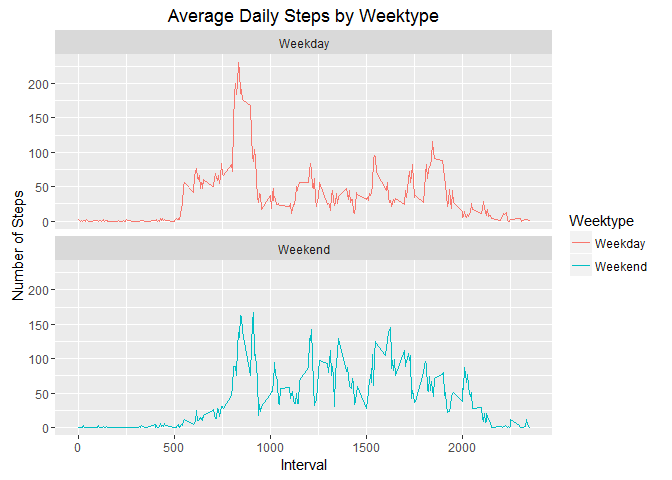 Average Daily Steps by Weektype
Weekday
200
150
100
50
0
Weekend
200
150
100
50
0
Number of Steps
0 500 1000 1500 2000
Interval
Weektype
Weekday
Weekend